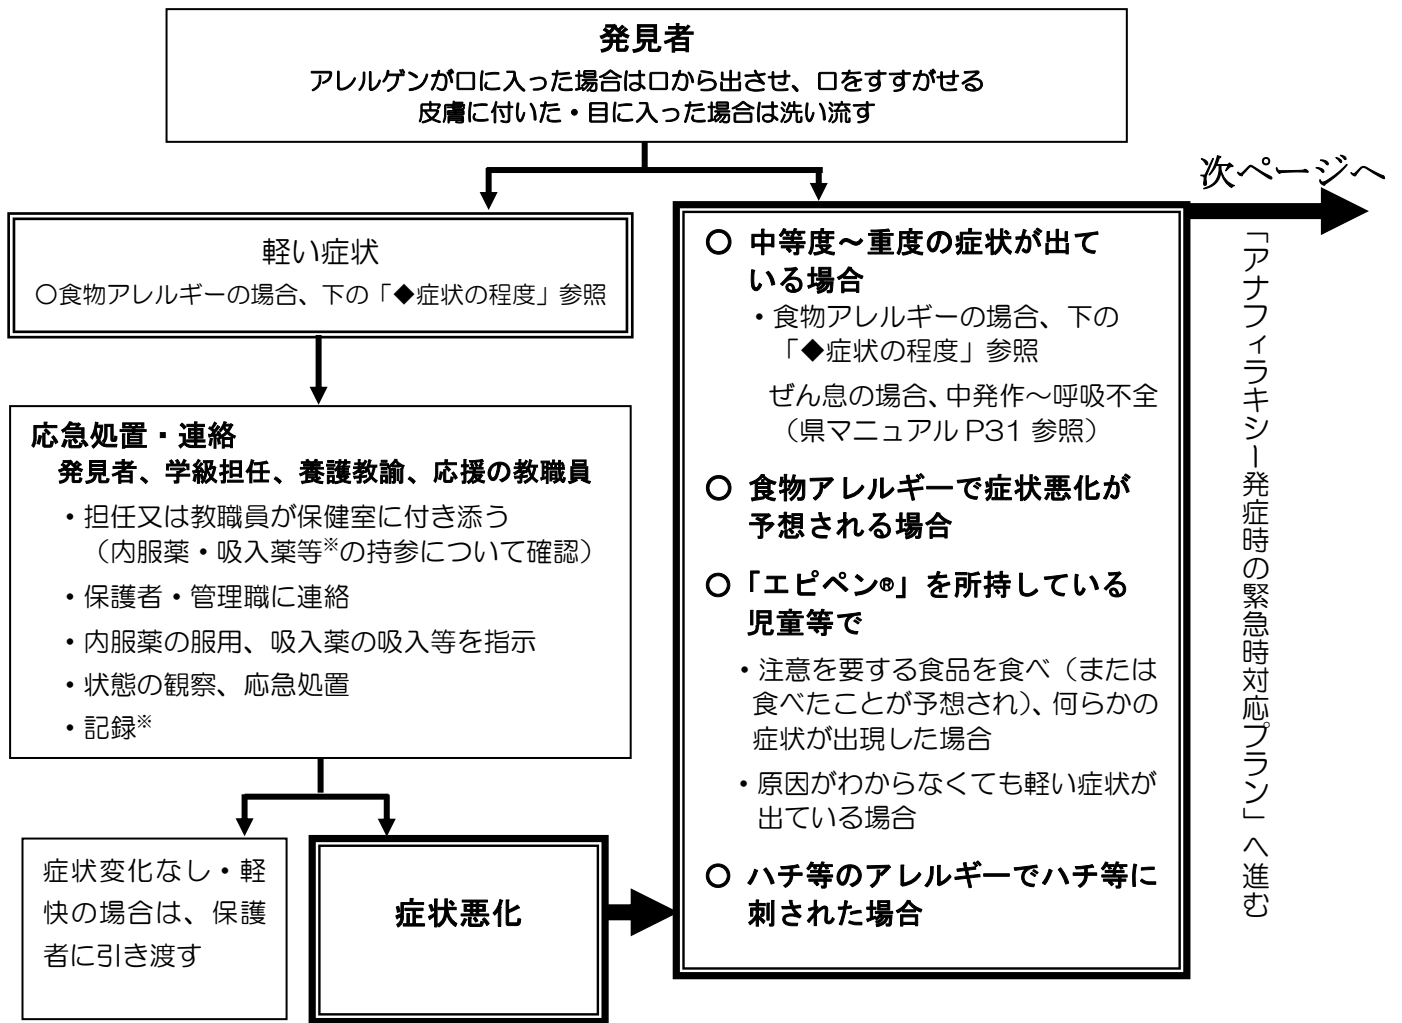 発見者
アレルゲンが口に入った場合は口から出させ、口をすすがせる
皮膚に付いた・目に入った場合は洗い流す
軽い症状
〇食物アレルギーの場合、下の「◆症状の程度」参照
応急処置・連絡
発見者、学級担任、養護教諭、応援の教職員
・担任又は教職員が保健室に付き添う
（内服薬・吸入薬等※の持参について確認）
・保護者・管理職に連絡
・内服薬の服用、吸入薬の吸入等を指示
・状態の観察、応急処置
・記録※
症状変化なし・軽
快の場合は、保護
者に引き渡す
症状悪化
〇 中等度～重度の症状が出て
いる場合
・食物アレルギーの場合、下の
「◆症状の程度」参照
ぜん息の場合、中発作～呼吸不全
（県マニュアル P31 参照）
〇 食物アレルギーで症状悪化が
予想される場合
〇「エピペン®」を所持している
児童等で
・注意を要する食品を食べ（または
食べたことが予想され）、何らかの
症状が出現した場合
・原因がわからなくても軽い症状が
出ている場合
〇 ハチ等のアレルギーでハチ等に
刺された場合
次ページへ
「アナフィラキシー発症時の緊急時対応プラン」へ進む